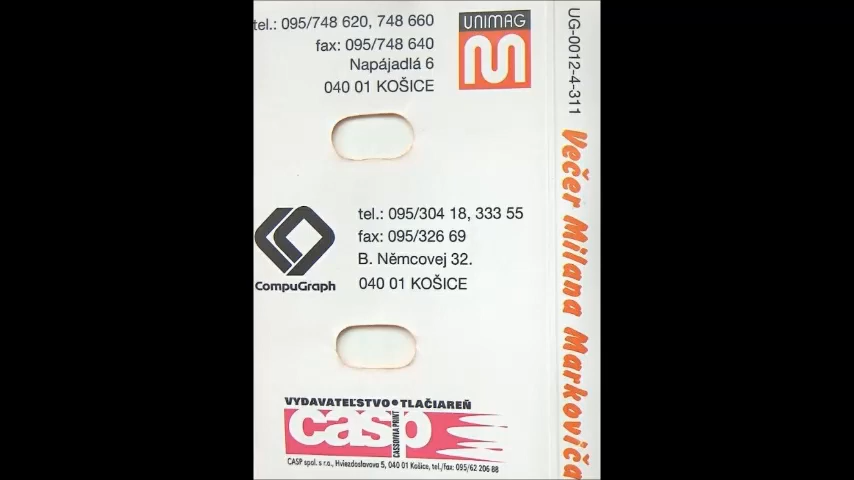 tel.: 095/748 620, 748 660
fax: 095/748 640
Napájadlá 6
040 01 KOŠICE
UNIMAG
tel.: 095/304 18, 333 55
fax: 095/326 69
B. Němcovej 32.
040 01 KOŠICE
CompuGraph
VYDAVATEĽSTVO•TLAČIAREŇ
casp
CASSOVIA PRINT
CASP spol. s r.o., Hviezdoslavova 5, 040 01 Košice, tel./fax: 095/62 206 88
UG-0012-4-311
Večer Milana Markoviča